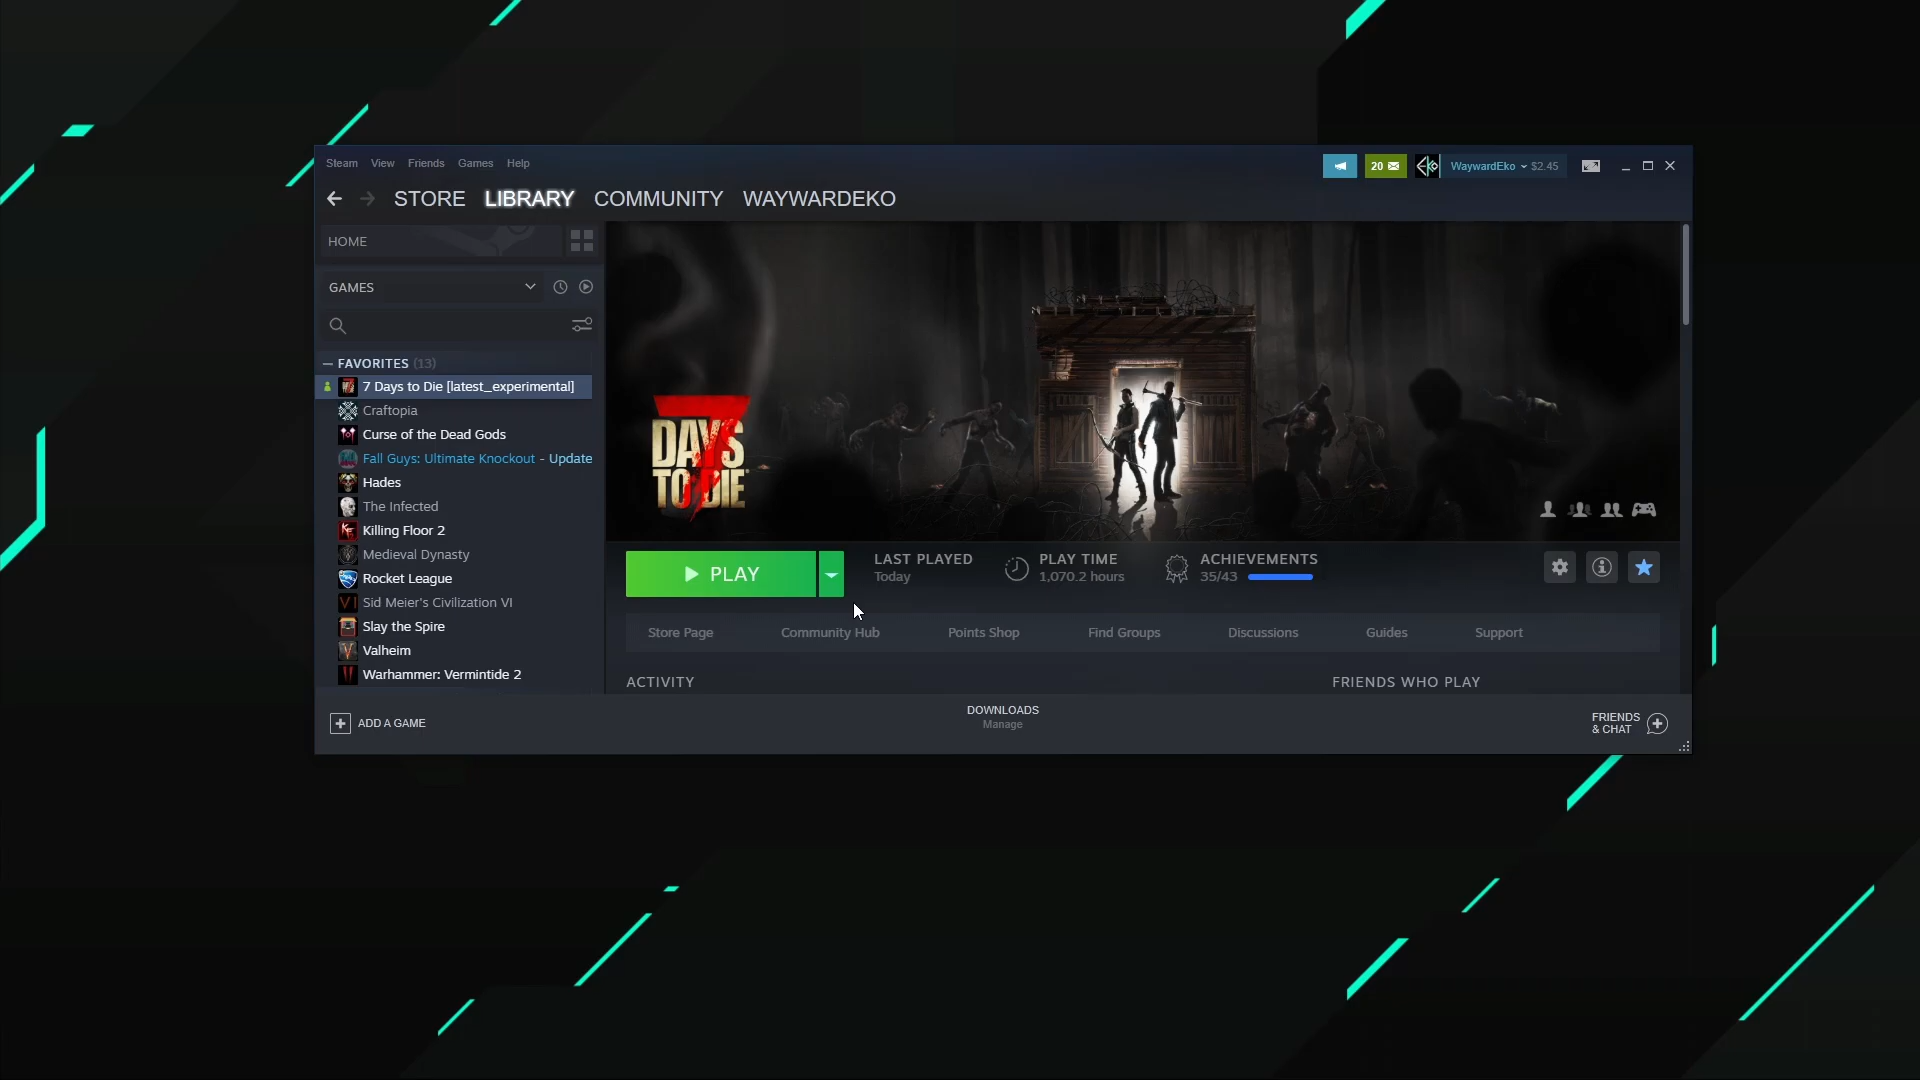 Steam View Friends Games Help
20 WaywardEko $2.45
STORE LIBRARY COMMUNITY WAYWARDEKO
HOME
GAMES
FAVORITES (13)
7 Days to Die [latest_experimental]
Craftopia
Curse of the Dead Gods
Fall Guys: Ultimate Knockout - Update
Hades
The Infected
Killing Floor 2
Medieval Dynasty
Rocket League
Sid Meier's Civilization VI
Slay the Spire
Valheim
Warhammer: Vermintide 2
7
DAYS
TO DIE
PLAY
LAST PLAYED
Today
PLAY TIME
1,070.2 hours
ACHIEVEMENTS
35/43
Store Page Community Hub Points Shop Find Groups Discussions Guides Support
ACTIVITY
FRIENDS WHO PLAY
ADD A GAME
DOWNLOADS
Manage
FRIENDS
& CHAT